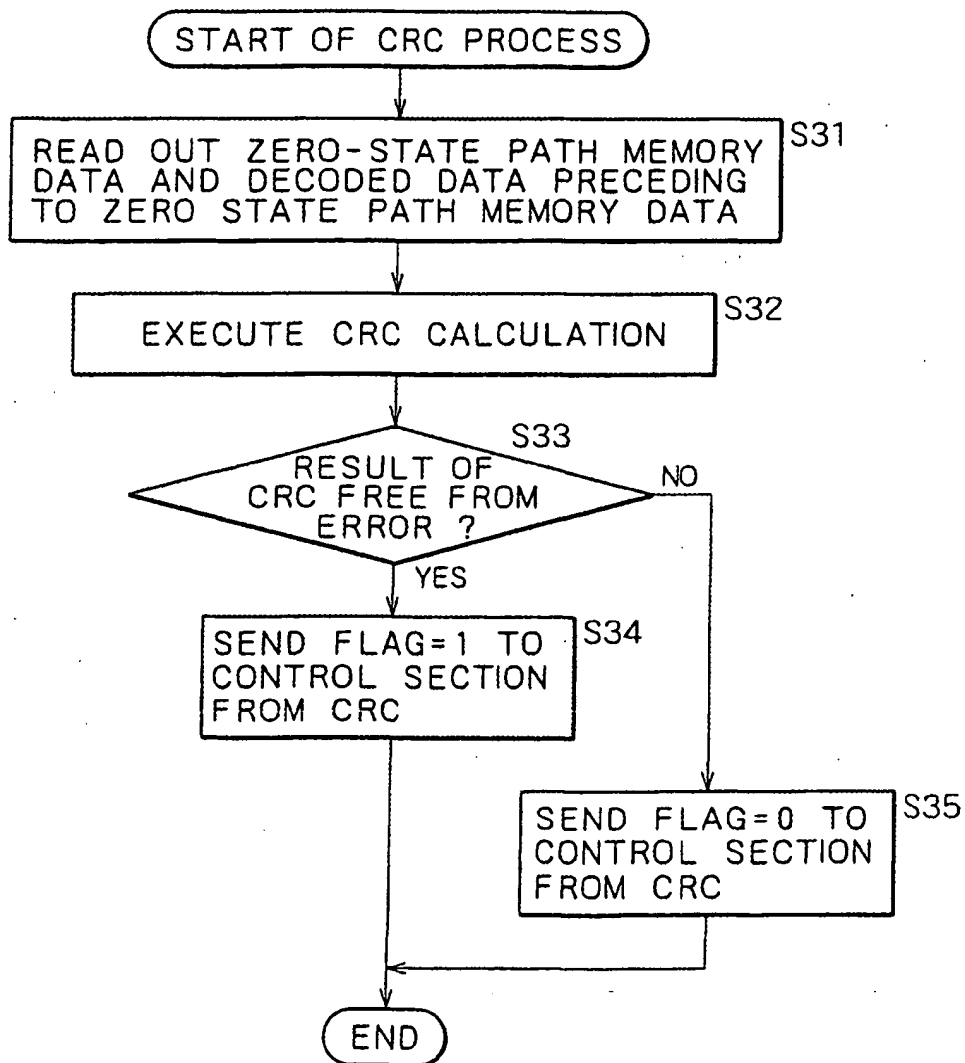 START OF CRC PROCESS
S31
READ OUT ZERO-STATE PATH MEMORY
DATA AND DECODED DATA PRECEDING
TO ZERO STATE PATH MEMORY DATA
S32
EXECUTE CRC CALCULATION
S33
RESULT OF
CRC FREE FROM
ERROR ?
NO
YES
S34
SEND FLAG=1 TO
CONTROL SECTION
FROM CRC
S35
SEND FLAG=0 TO
CONTROL SECTION
FROM CRC
END